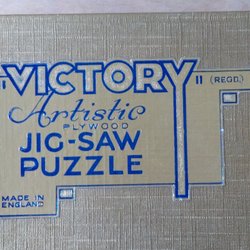 "VICTORY" (REGD.)
Artistic
PLYWOOD
JIG-SAW
PUZZLE
MADE IN
ENGLAND